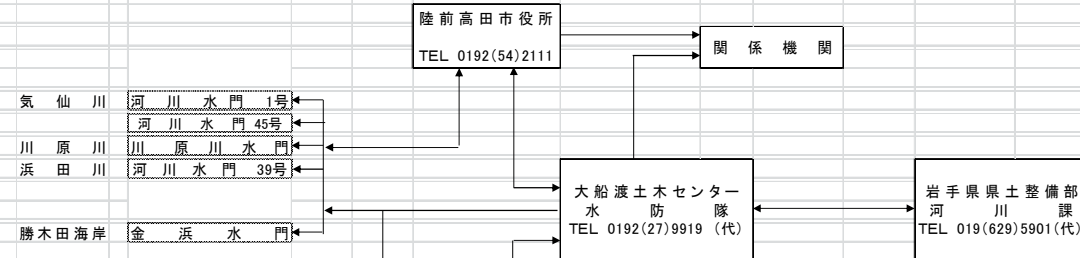 陸前高田市役所
TEL 0192(54)2111
関係機関
気仙川 河川水門 1号
河川水門 45号
川原川 川原川水門
浜田川 河川水門 39号
勝木田海岸 金浜水門
大船渡土木センター
水防隊
TEL 0192(27)9919 (代)
岩手県県土整備部
河川課
TEL 019(629)5901(代)